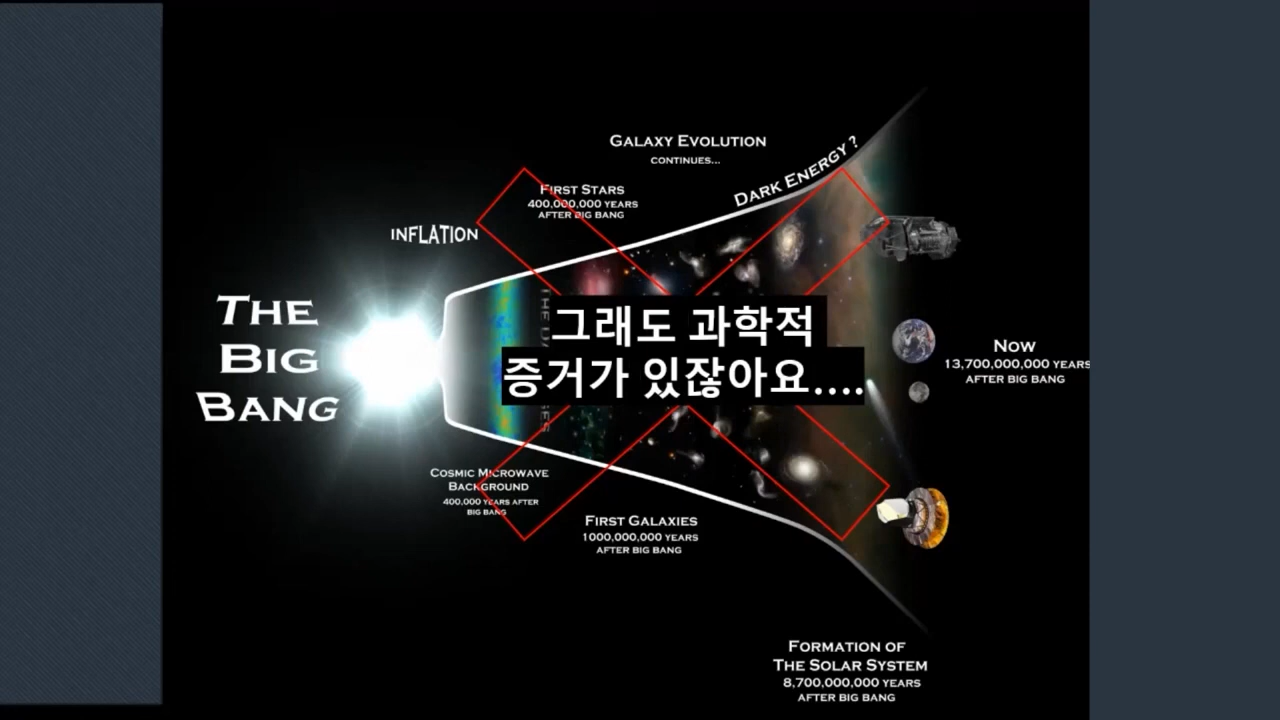 GALAXY EVOLUTION
CONTINUES...
DARK ENERGY ?
FIRST STARS
400,000,000 YEARS
AFTER BIG BANG
INFLATION
THE
BIG
BANG
그래도 과학적
증거가 있잖아요....
NOW
13,700,000,000 YEARS
AFTER BIG BANG
COSMIC MICROWAVE
BACKGROUND
400,000 YEARS AFTER
BIG BANG
FIRST GALAXIES
1000,000,000 YEARS
AFTER BIG BANG
FORMATION OF
THE SOLAR SYSTEM
8,700,000,000 YEARS
AFTER BIG BANG